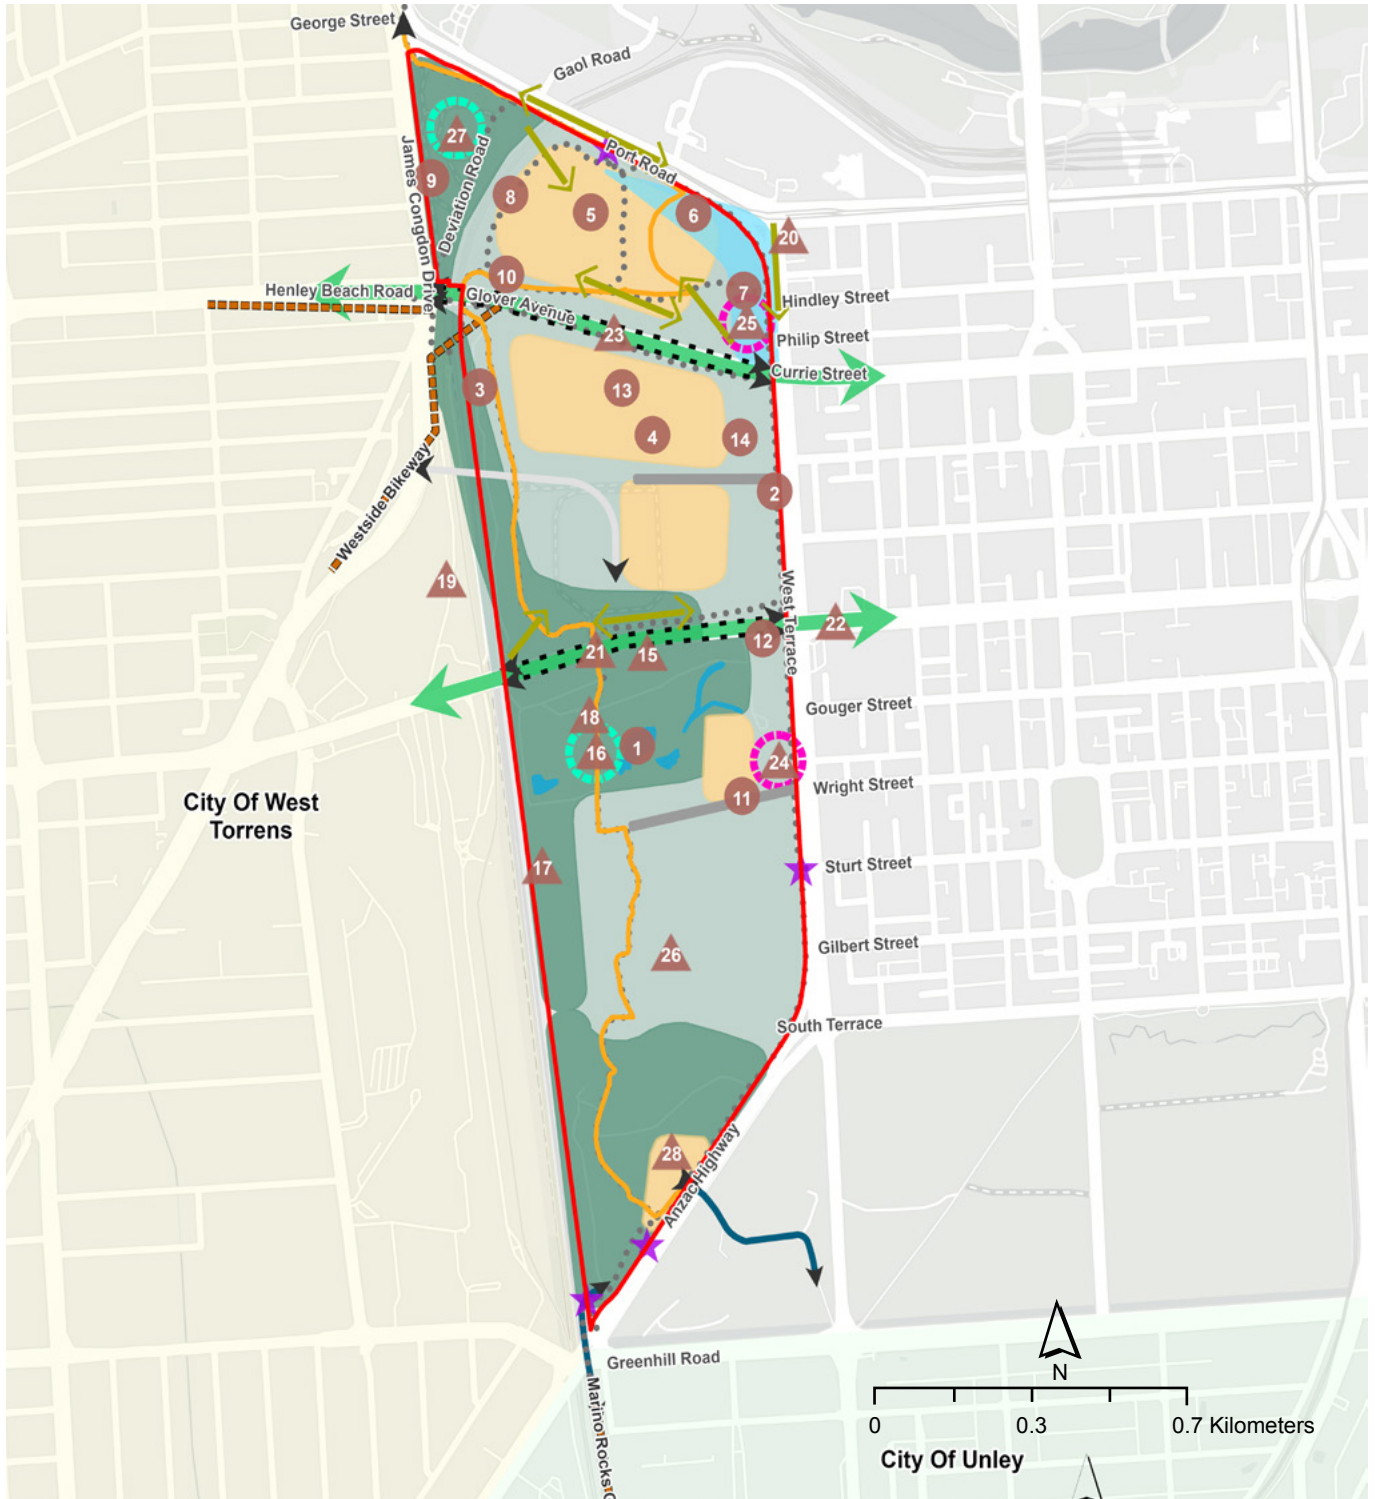 George Street
Gaol Road
27
Port Road
James Congdon Drive
9
Deviation Road
8
5
6
20
10
7
Henley Beach Road
Glover Avenue
Hindley Street
25
23
Philip Street
Currie Street
3
13
4
14
2
Westside Bikeway
19
West Terrace
22
12
21
15
Gouger Street
18
1
16
24
Wright Street
11
City Of West
Torrens
17
Sturt Street
Gilbert Street
26
South Terrace
28
Anzac Highway
N
Greenhill Road
Marino Rocks
0
0.3
0.7 Kilometers
City Of Unley